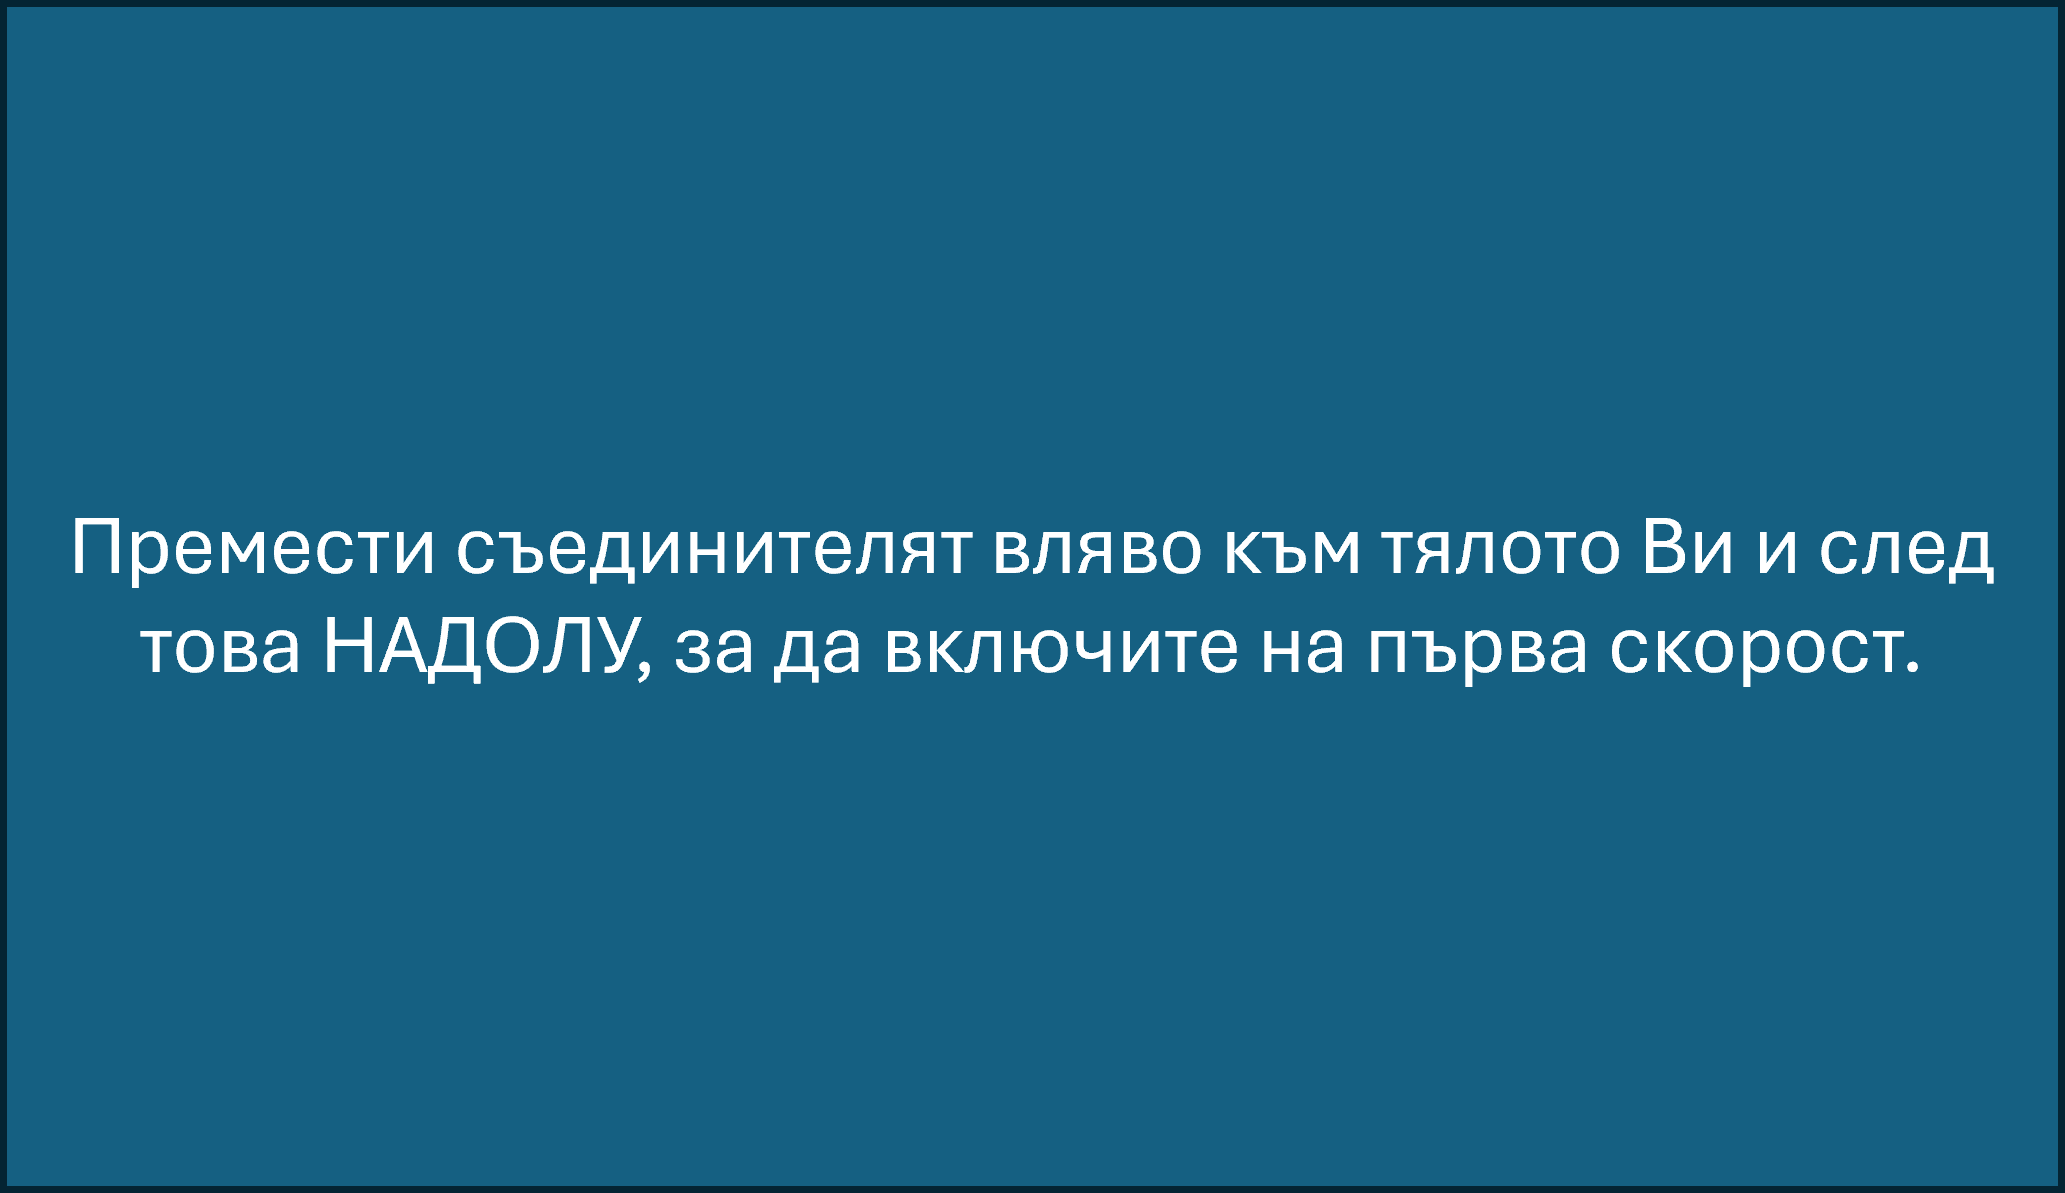 Премести съединителят вляво към тялото Ви и след
това НАДОЛУ, за да включите на първа скорост.